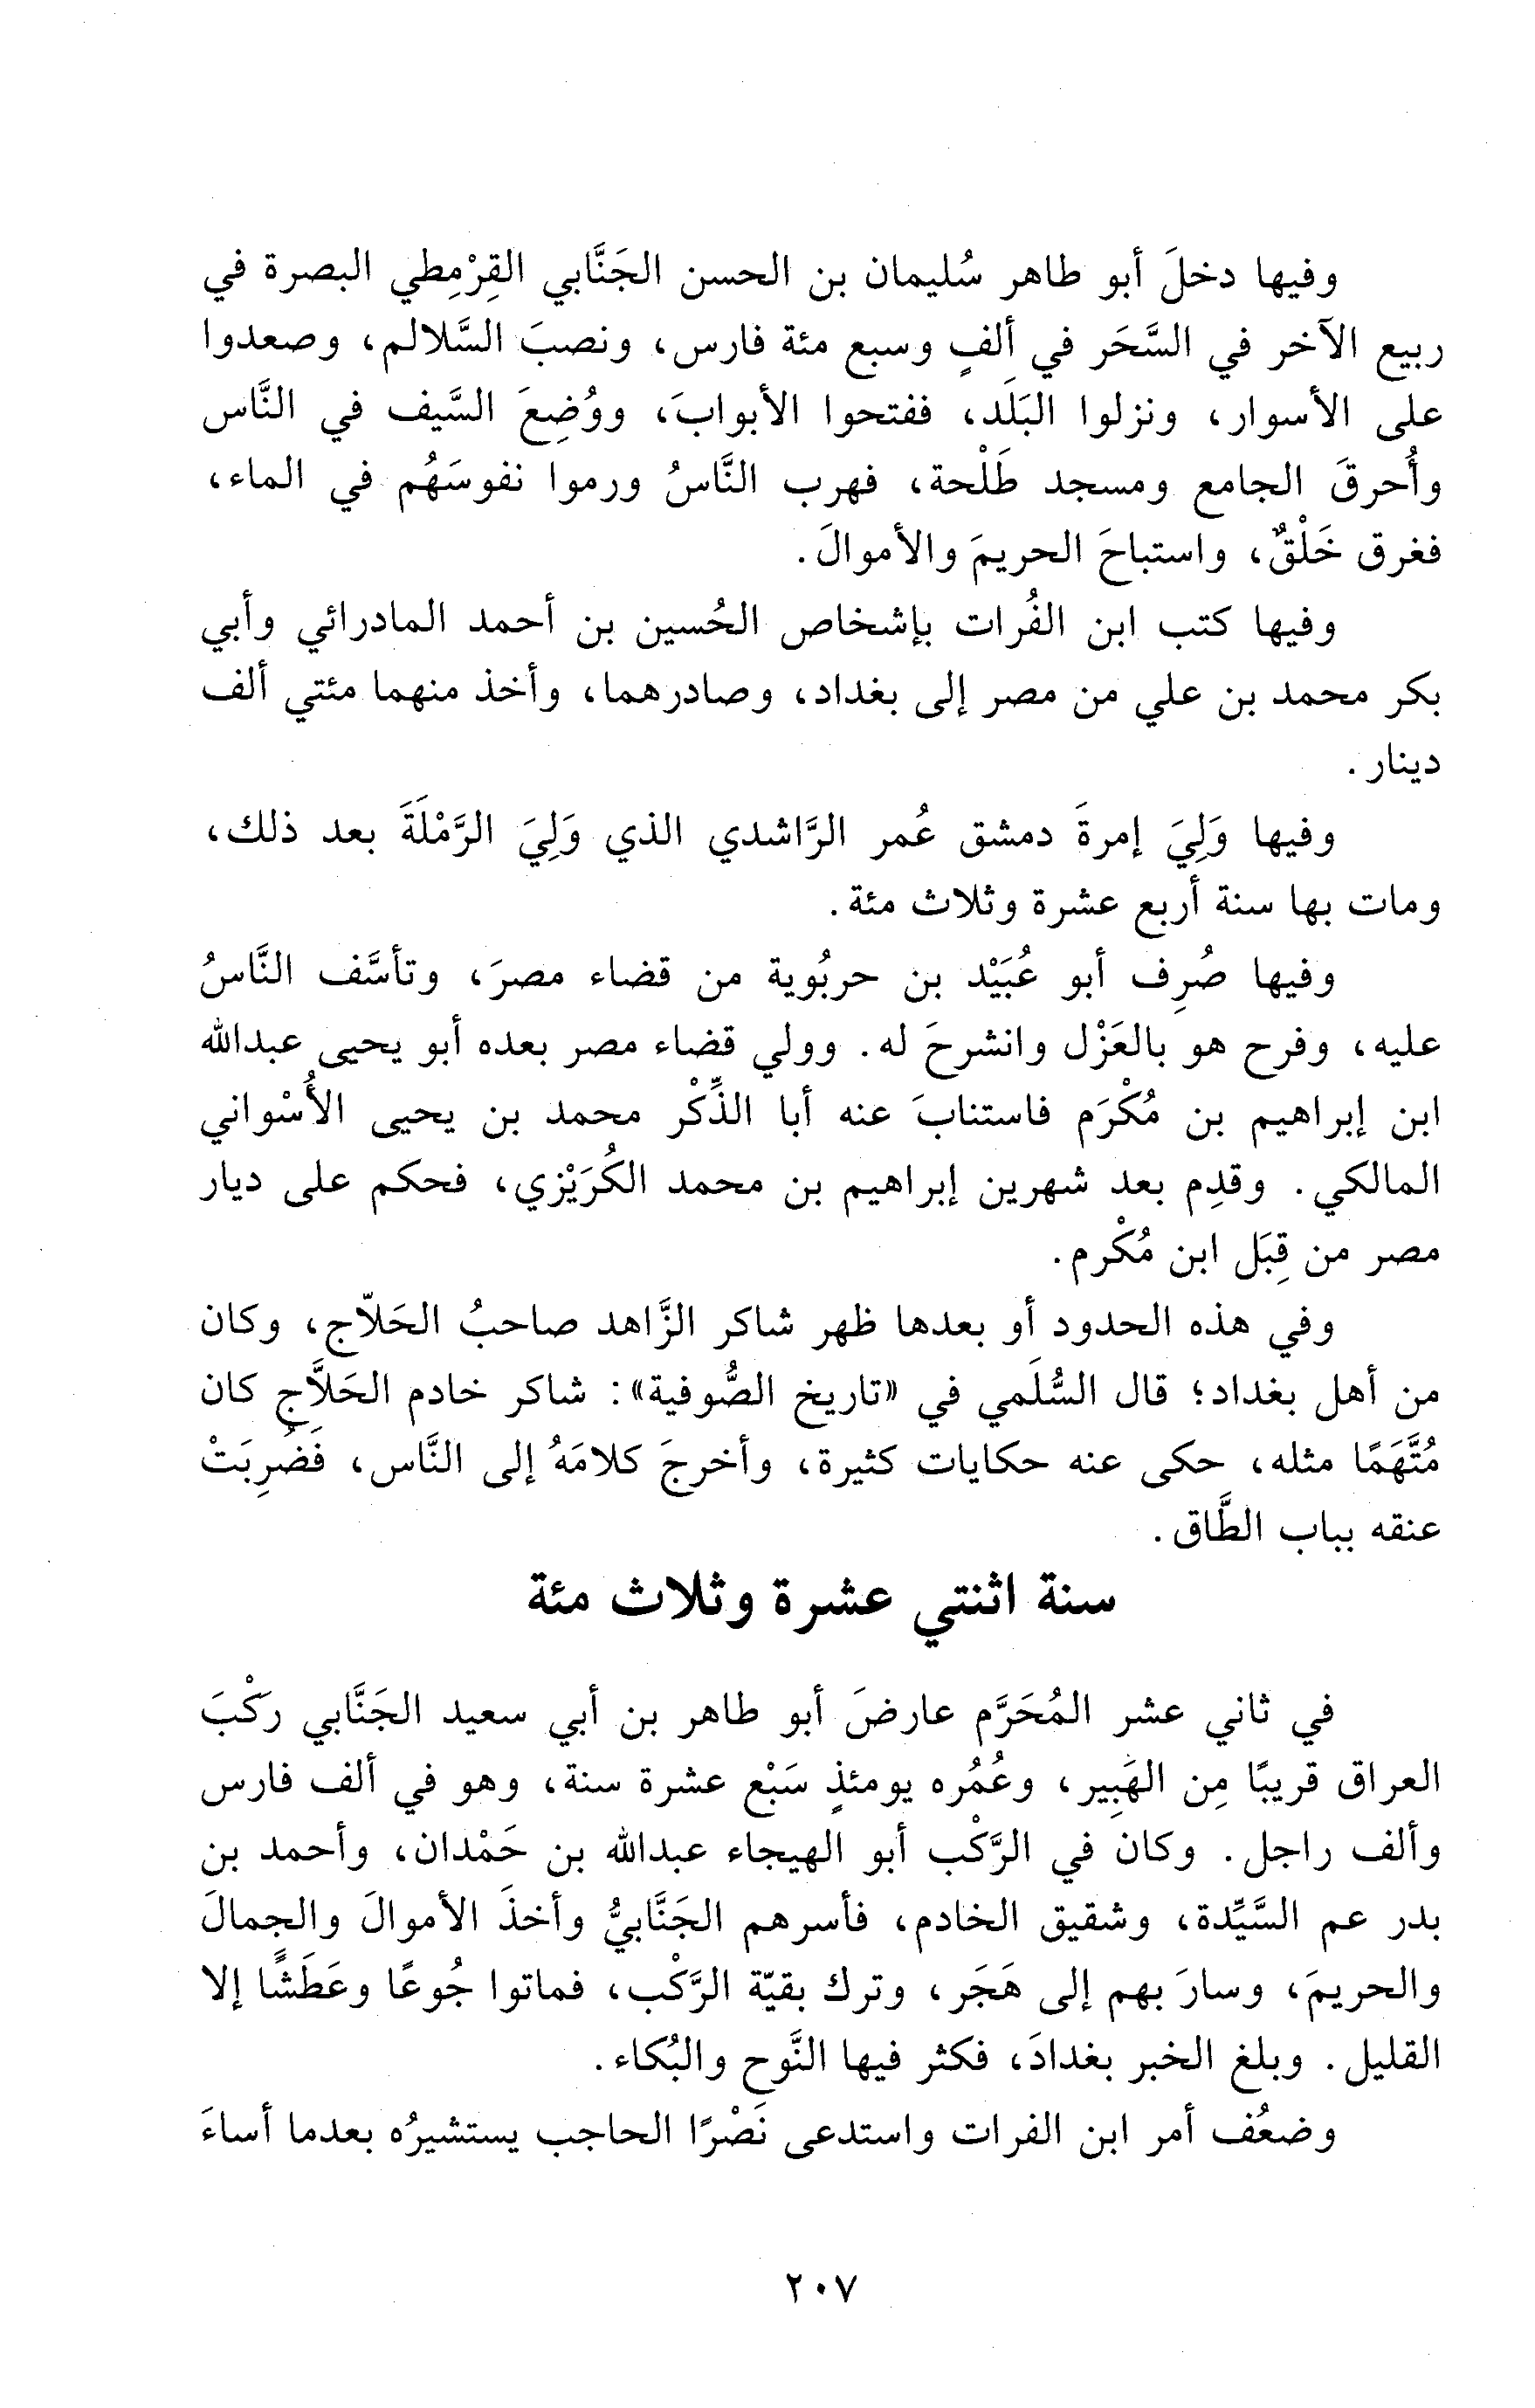 وفيها دخلَ أبو طاهر سُليمان بن الحسن الجَنَّابي القِرْمِطي البصرة في
ربيع الآخر في السَّحَر في ألفٍ وسبع مئة فارس، ونصبَ السَّلالم، وصعدوا
على الأسوار، ونزلوا البَلَد، ففتحوا الأبوابَ، ووُضِعَ السَّيف في النَّاس
وأُحرقَ الجامع ومسجد طَلْحة، فهرب النَّاسُ ورموا نفوسَهُم في الماء،
فغرق خَلْقٌ، واستباحَ الحريمَ والأموالَ.
وفيها كتب ابن الفُرات بإشخاص الحُسين بن أحمد المادرائي وأبي
بكر محمد بن علي من مصر إلى بغداد، وصادرهما، وأخذ منهما مئتي ألف
دينار.
وفيها وَلِيَ إمرةَ دمشق عُمر الرَّاشدي الذي وَلِيَ الرَّمْلَةَ بعد ذلك،
ومات بها سنة أربع عشرة وثلاث مئة.
وفيها صُرِف أبو عُبَيْد بن حربُوية من قضاء مصرَ، وتأسَّف النَّاسُ
عليه، وفرح هو بالعَزْل وانشرحَ له. وولي قضاء مصر بعده أبو يحيى عبدالله
ابن إبراهيم بن مُكْرَم فاستنابَ عنه أبا الذِّكْر محمد بن يحيى الأُسْواني
المالكي. وقدِم بعد شهرين إبراهيم بن محمد الكُرَيْزي، فحكم على ديار
مصر من قِبَل ابن مُكْرم.
وفي هذه الحدود أو بعدها ظهر شاكر الزَّاهد صاحبُ الحَلاّج، وكان
من أهل بغداد؛ قال السُّلَمي في «تاريخ الصُّوفية»: شاكر خادم الحَلاَّجِ كان
مُتَّهَمًا مثله، حكى عنه حكايات كثيرة، وأخرجَ كلامَهُ إلى النَّاس، فَضُرِبَتْ
عنقه بباب الطَّاق.
سنة اثنتي عشرة وثلاث مئة
في ثاني عشر المُحَرَّم عارضَ أبو طاهر بن أبي سعيد الجَنَّابي ركْبَ
العراق قريبًا مِن الهَبِير، وعُمُره يومئذٍ سَبْع عشرة سنة، وهو في ألف فارس
وألف راجل. وكان في الرَّكْب أبو الهيجاء عبدالله بن حَمْدان، وأحمد بن
بدر عم السَّيِّدة، وشقيق الخادم، فأسرهم الجَنَّابيُّ وأخذَ الأموالَ والجمالَ
والحريمَ، وسارَ بهم إلى هَجَر، وترك بقيّة الرَّكْب، فماتوا جُوعًا وعَطَشًا إلا
القليل. وبلغ الخبر بغدادَ، فكثر فيها النَّوح والبُكاء.
وضعُف أمر ابن الفرات واستدعى نَصْرًا الحاجب يستشيرُه بعدما أساءَ
٢٠٧